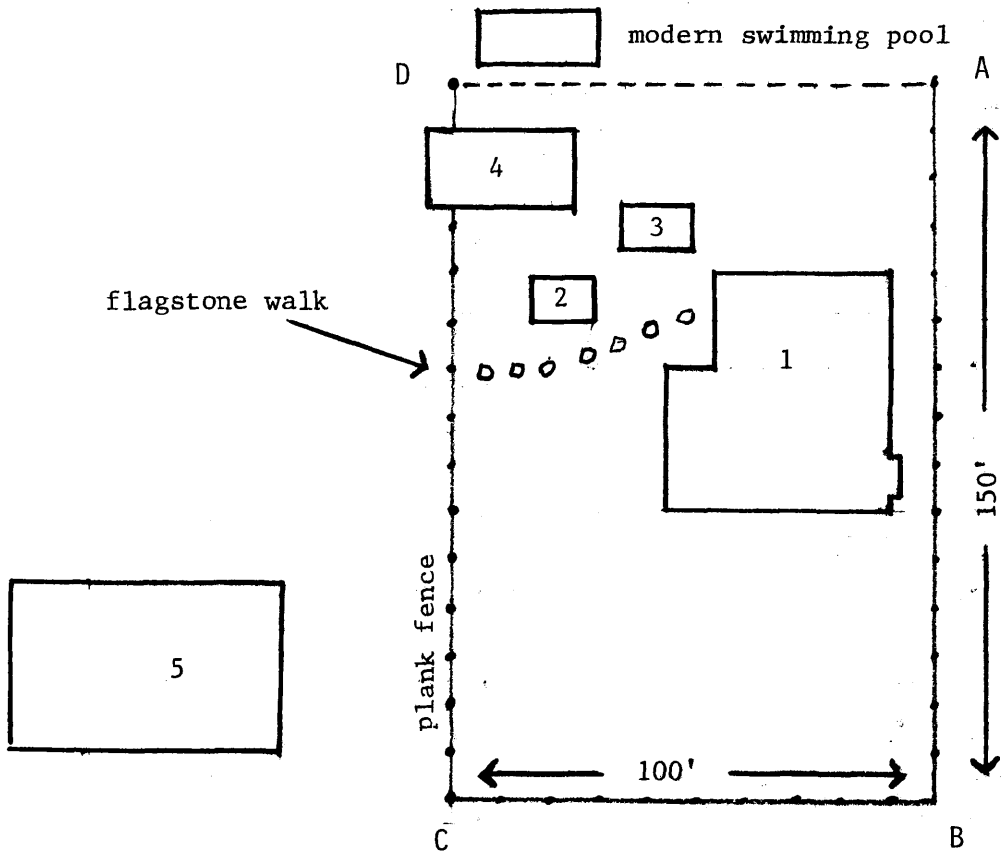 modern swimming pool
D
A
4
3
2
flagstone walk
1
150'
plank fence
5
100'
C
B